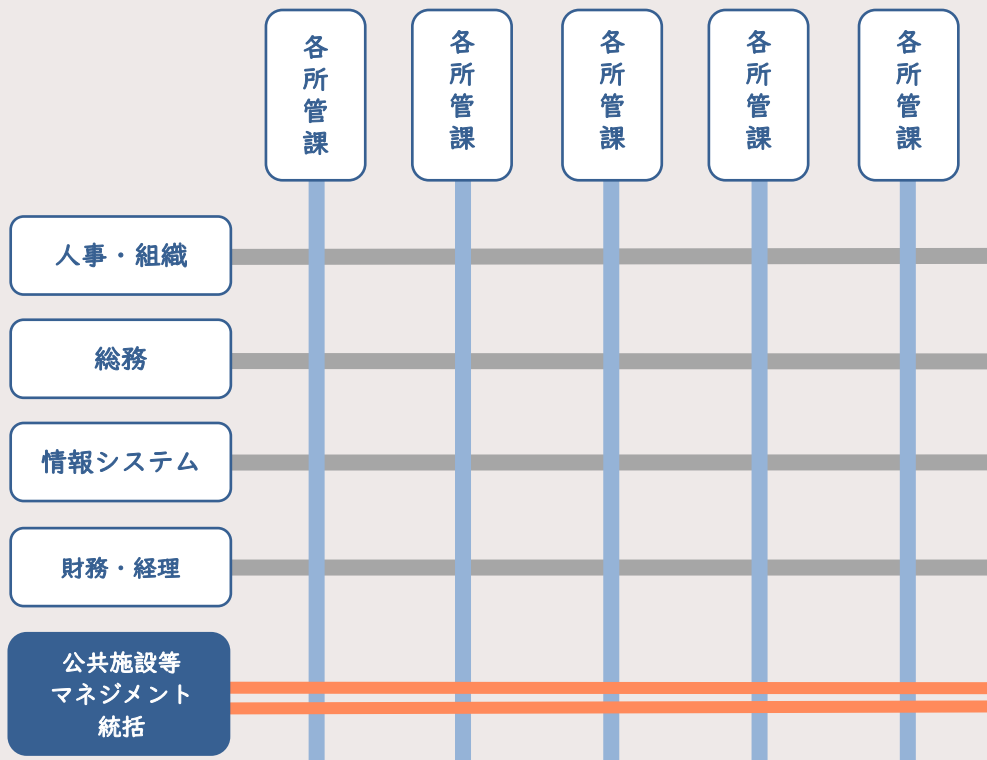 各所管課
各所管課
各所管課
各所管課
各所管課
人事・組織
総務
情報システム
財務・経理
公共施設等
マネジメント
統括